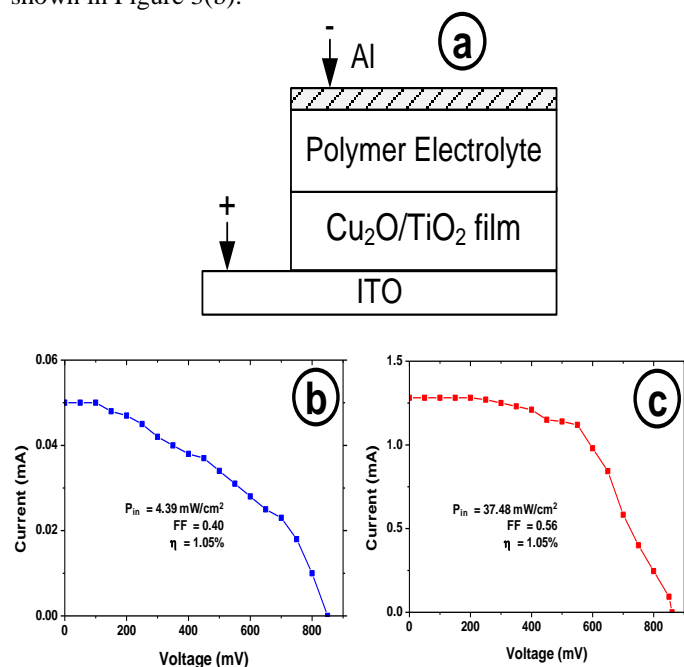 shown in Figure 3(b).
- Al a
Polymer Electrolyte
+
Cu₂O/TiO₂ film
ITO
0.06
0.04
0.02
0.00
Current (mA)
b
P_in = 4.39 mW/cm²
FF = 0.40
η = 1.05%
0 200 400 600 800
Voltage (mV)
1.5
1.0
0.5
0.0
Current (mA)
c
P_in = 37.48 mW/cm²
FF = 0.56
η = 1.05%
0 200 400 600 800
Voltage (mV)